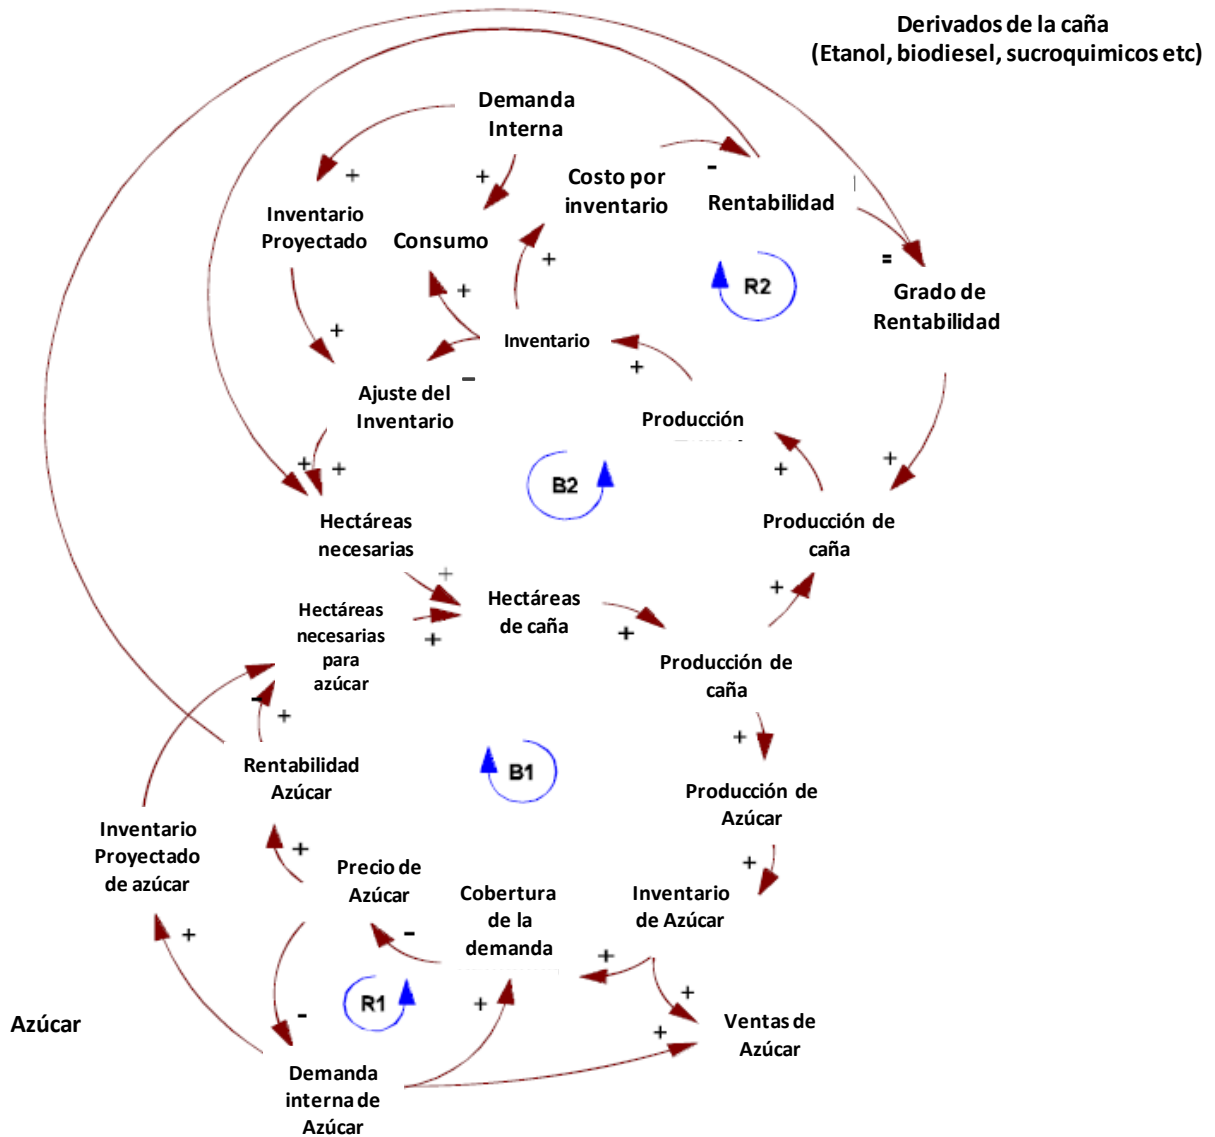 Derivados de la caña
(Etanol, biodiesel, sucroquimicos etc)
Demanda
Interna
+
+
-
Costo por
inventario
Rentabilidad
Inventario
Proyectado
Consumo
+
=
+
R2
Grado de
Rentabilidad
+
Inventario
+
-
Ajuste del
Inventario
Producción
+
+
+
+
B2
Hectáreas
necesarias
Producción de
caña
+
Hectáreas
de caña
+
Hectáreas
necesarias
para
azúcar
+
+
Producción de
caña
-
+
+
Rentabilidad
Azúcar
B1
Producción de
Azúcar
Inventario
Proyectado
de azúcar
+
+
Precio de
Azúcar
Cobertura
de la
demanda
Inventario
de Azúcar
+
-
+
+
R1
+
-
+
Ventas de
Azúcar
Azúcar
Demanda
interna de
Azúcar